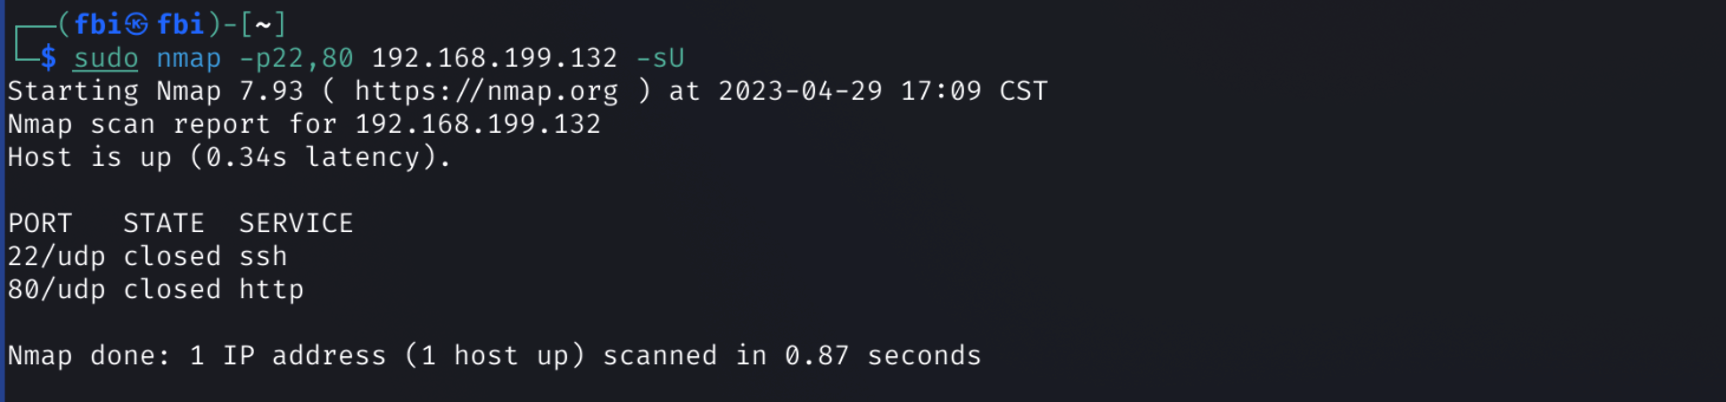 ┌──(fbi㉿fbi)-[~]
└─$ sudo nmap -p22,80 192.168.199.132 -sU
Starting Nmap 7.93 ( https://nmap.org ) at 2023-04-29 17:09 CST
Nmap scan report for 192.168.199.132
Host is up (0.34s latency).
PORT   STATE  SERVICE
22/udp closed ssh
80/udp closed http
Nmap done: 1 IP address (1 host up) scanned in 0.87 seconds